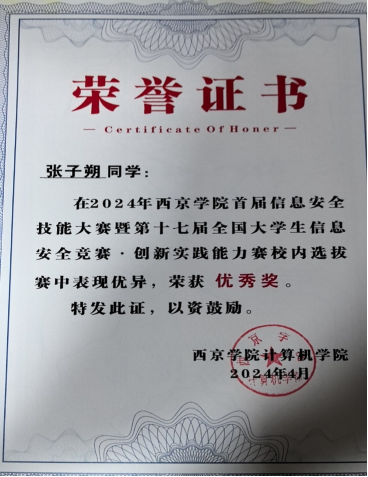 荣誉证书
Certificate Of Honer
张子朔 同学：
在2024年西京学院首届信息安全
技能大赛暨第十七届全国大学生信息
安全竞赛·创新实践能力赛校内选拔
赛中表现优异，荣获 优秀奖 。
特发此证，以资鼓励。
西京学院计算机学院
2024年4月